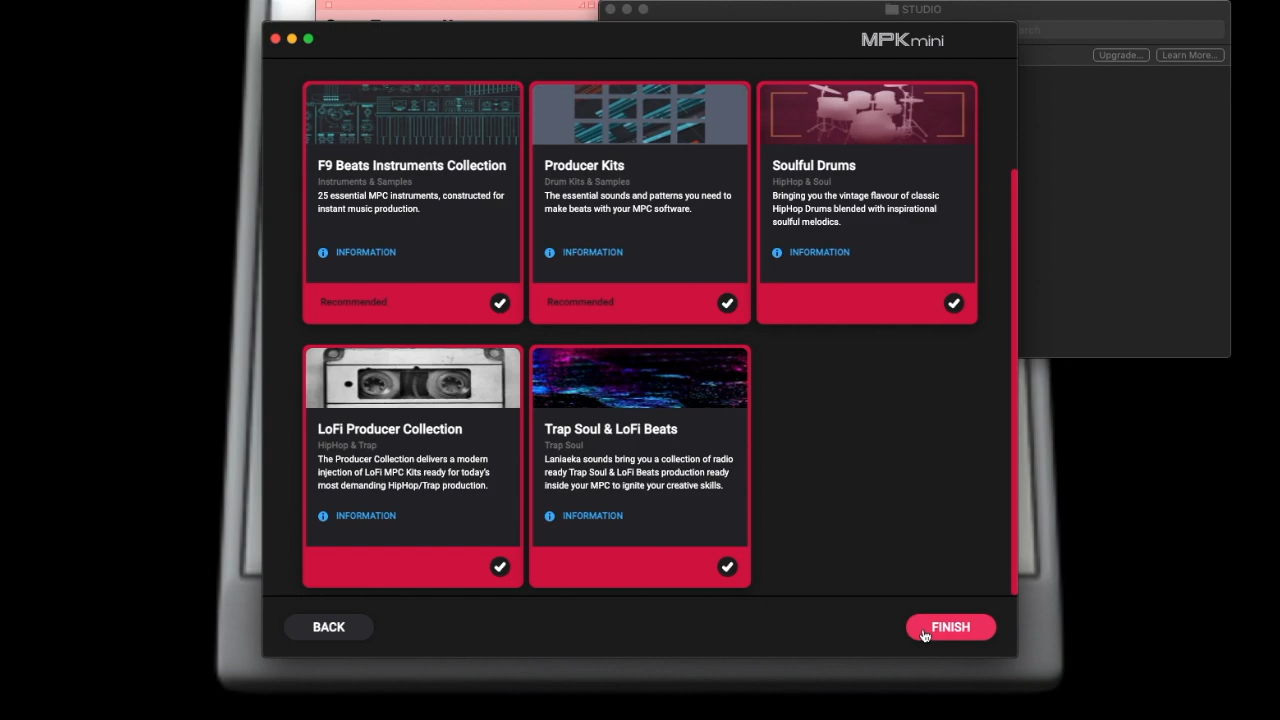 STUDIO
MPKmini
Upgrade...
Learn More...
F9 Beats Instruments Collection
Instruments & Samples
25 essential MPC instruments, constructed for
instant music production.
INFORMATION
Recommended
Producer Kits
Drum Kits & Samples
The essential sounds and patterns you need to
make beats with your MPC software.
INFORMATION
Recommended
Soulful Drums
HipHop & Soul
Bringing you the vintage flavour of classic
HipHop Drums blended with inspirational
soulful melodics.
INFORMATION
LoFi Producer Collection
HipHop & Trap
The Producer Collection delivers a modern
injection of LoFi MPC Kits ready for today's
most demanding HipHop/Trap production.
INFORMATION
Trap Soul & LoFi Beats
Trap Soul
Laniaeka sounds bring you a collection of radio
ready Trap Soul & LoFi Beats production ready
inside your MPC to ignite your creative skills.
INFORMATION
BACK
FINISH